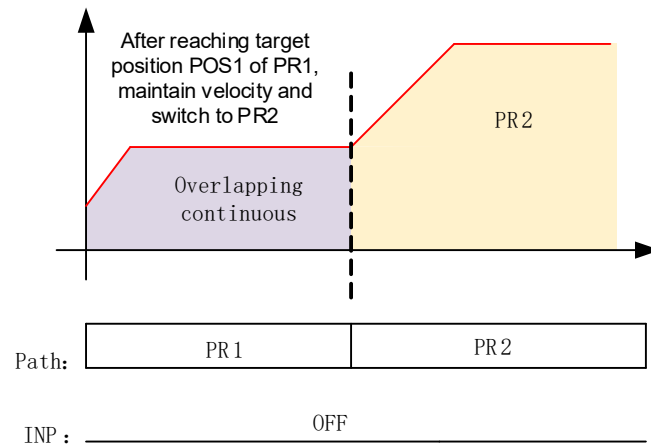 After reaching target
position POS1 of PR1,
maintain velocity and
switch to PR2
PR2
Overlapping
continuous
Path: PR1 PR2
INP: OFF